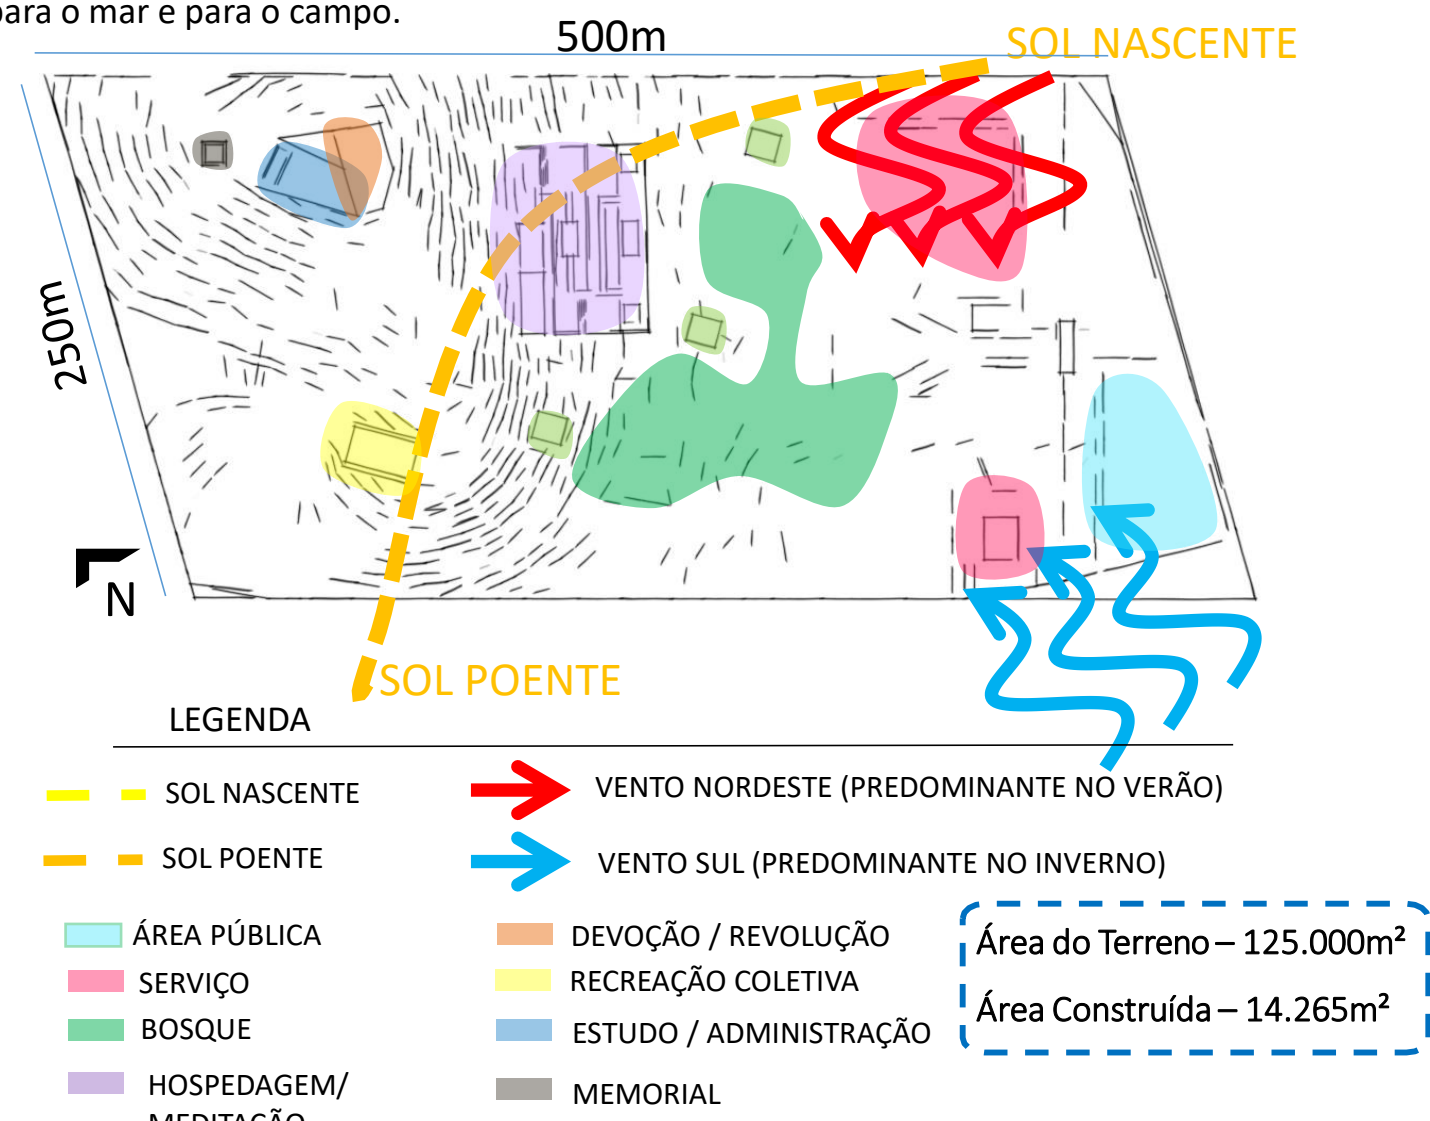 para o mar e para o campo.
500m
SOL NASCENTE
250m
N
SOL POENTE
LEGENDA
SOL NASCENTE
SOL POENTE
VENTO NORDESTE (PREDOMINANTE NO VERÃO)
VENTO SUL (PREDOMINANTE NO INVERNO)
ÁREA PÚBLICA
SERVIÇO
BOSQUE
HOSPEDAGEM/
MEDITAÇÃO
DEVOÇÃO / REVOLUÇÃO
RECREAÇÃO COLETIVA
ESTUDO / ADMINISTRAÇÃO
MEMORIAL
Área do Terreno – 125.000m²
Área Construída – 14.265m²